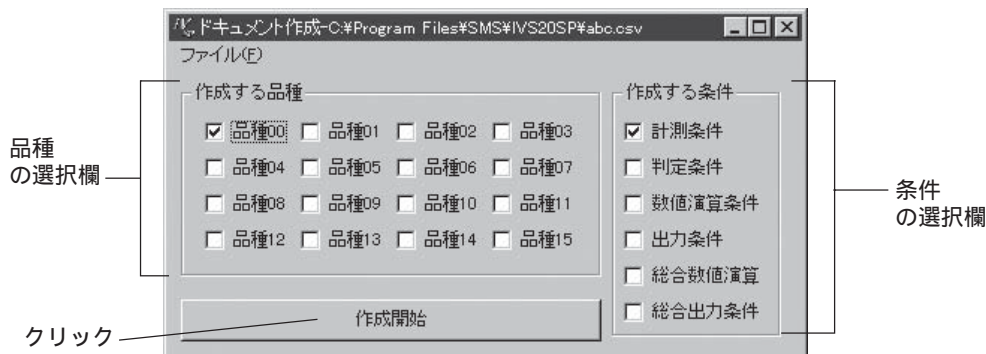 ドキュメント作成-C:¥Program Files¥SMS¥IVS20SP¥abc.csv
ファイル(F)
作成する品種
品種00 品種01 品種02 品種03
品種04 品種05 品種06 品種07
品種08 品種09 品種10 品種11
品種12 品種13 品種14 品種15
作成開始
作成する条件
計測条件
判定条件
数値演算条件
出力条件
総合数値演算
総合出力条件
品種
の選択欄
クリック
条件
の選択欄